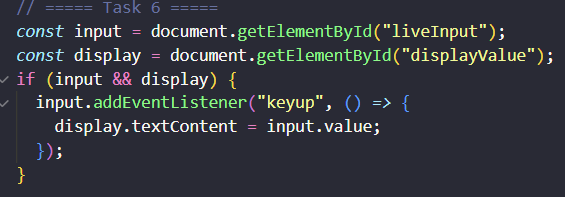 // ===== Task 6 =====
const input = document.getElementById("liveInput");
const display = document.getElementById("displayValue");
if (input && display) {
  input.addEventListener("keyup", () => {
    display.textContent = input.value;
  });
}